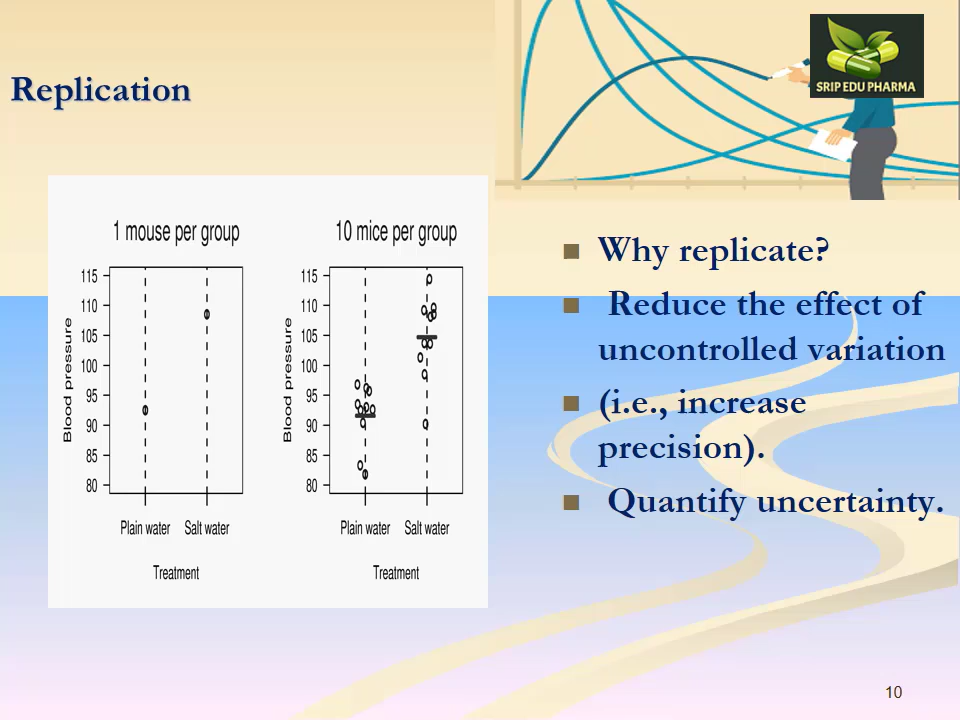 Replication
SRIP EDU PHARMA
1 mouse per group
115
110
105
100
95
90
85
80
Blood pressure
Plain water
Salt water
Treatment
10 mice per group
115
110
105
100
95
90
85
80
Blood pressure
Plain water
Salt water
Treatment
Why replicate?
Reduce the effect of
uncontrolled variation
(i.e., increase
precision).
Quantify uncertainty.
10